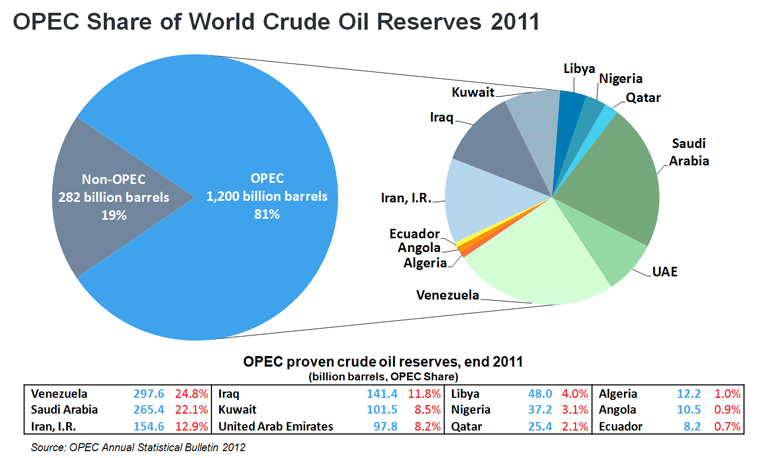 OPEC Share of World Crude Oil Reserves 2011
Non-OPEC
282 billion barrels
19%
OPEC
1,200 billion barrels
81%
Libya
Nigeria
Qatar
Saudi
Arabia
UAE
Venezuela
Algeria
Angola
Ecuador
Iran, I.R.
Iraq
Kuwait
OPEC proven crude oil reserves, end 2011
(billion barrels, OPEC Share)
Venezuela 297.6 24.8% Iraq 141.4 11.8% Libya 48.0 4.0% Algeria 12.2 1.0%
Saudi Arabia 265.4 22.1% Kuwait 101.5 8.5% Nigeria 37.2 3.1% Angola 10.5 0.9%
Iran, I.R. 154.6 12.9% United Arab Emirates 97.8 8.2% Qatar 25.4 2.1% Ecuador 8.2 0.7%
Source: OPEC Annual Statistical Bulletin 2012